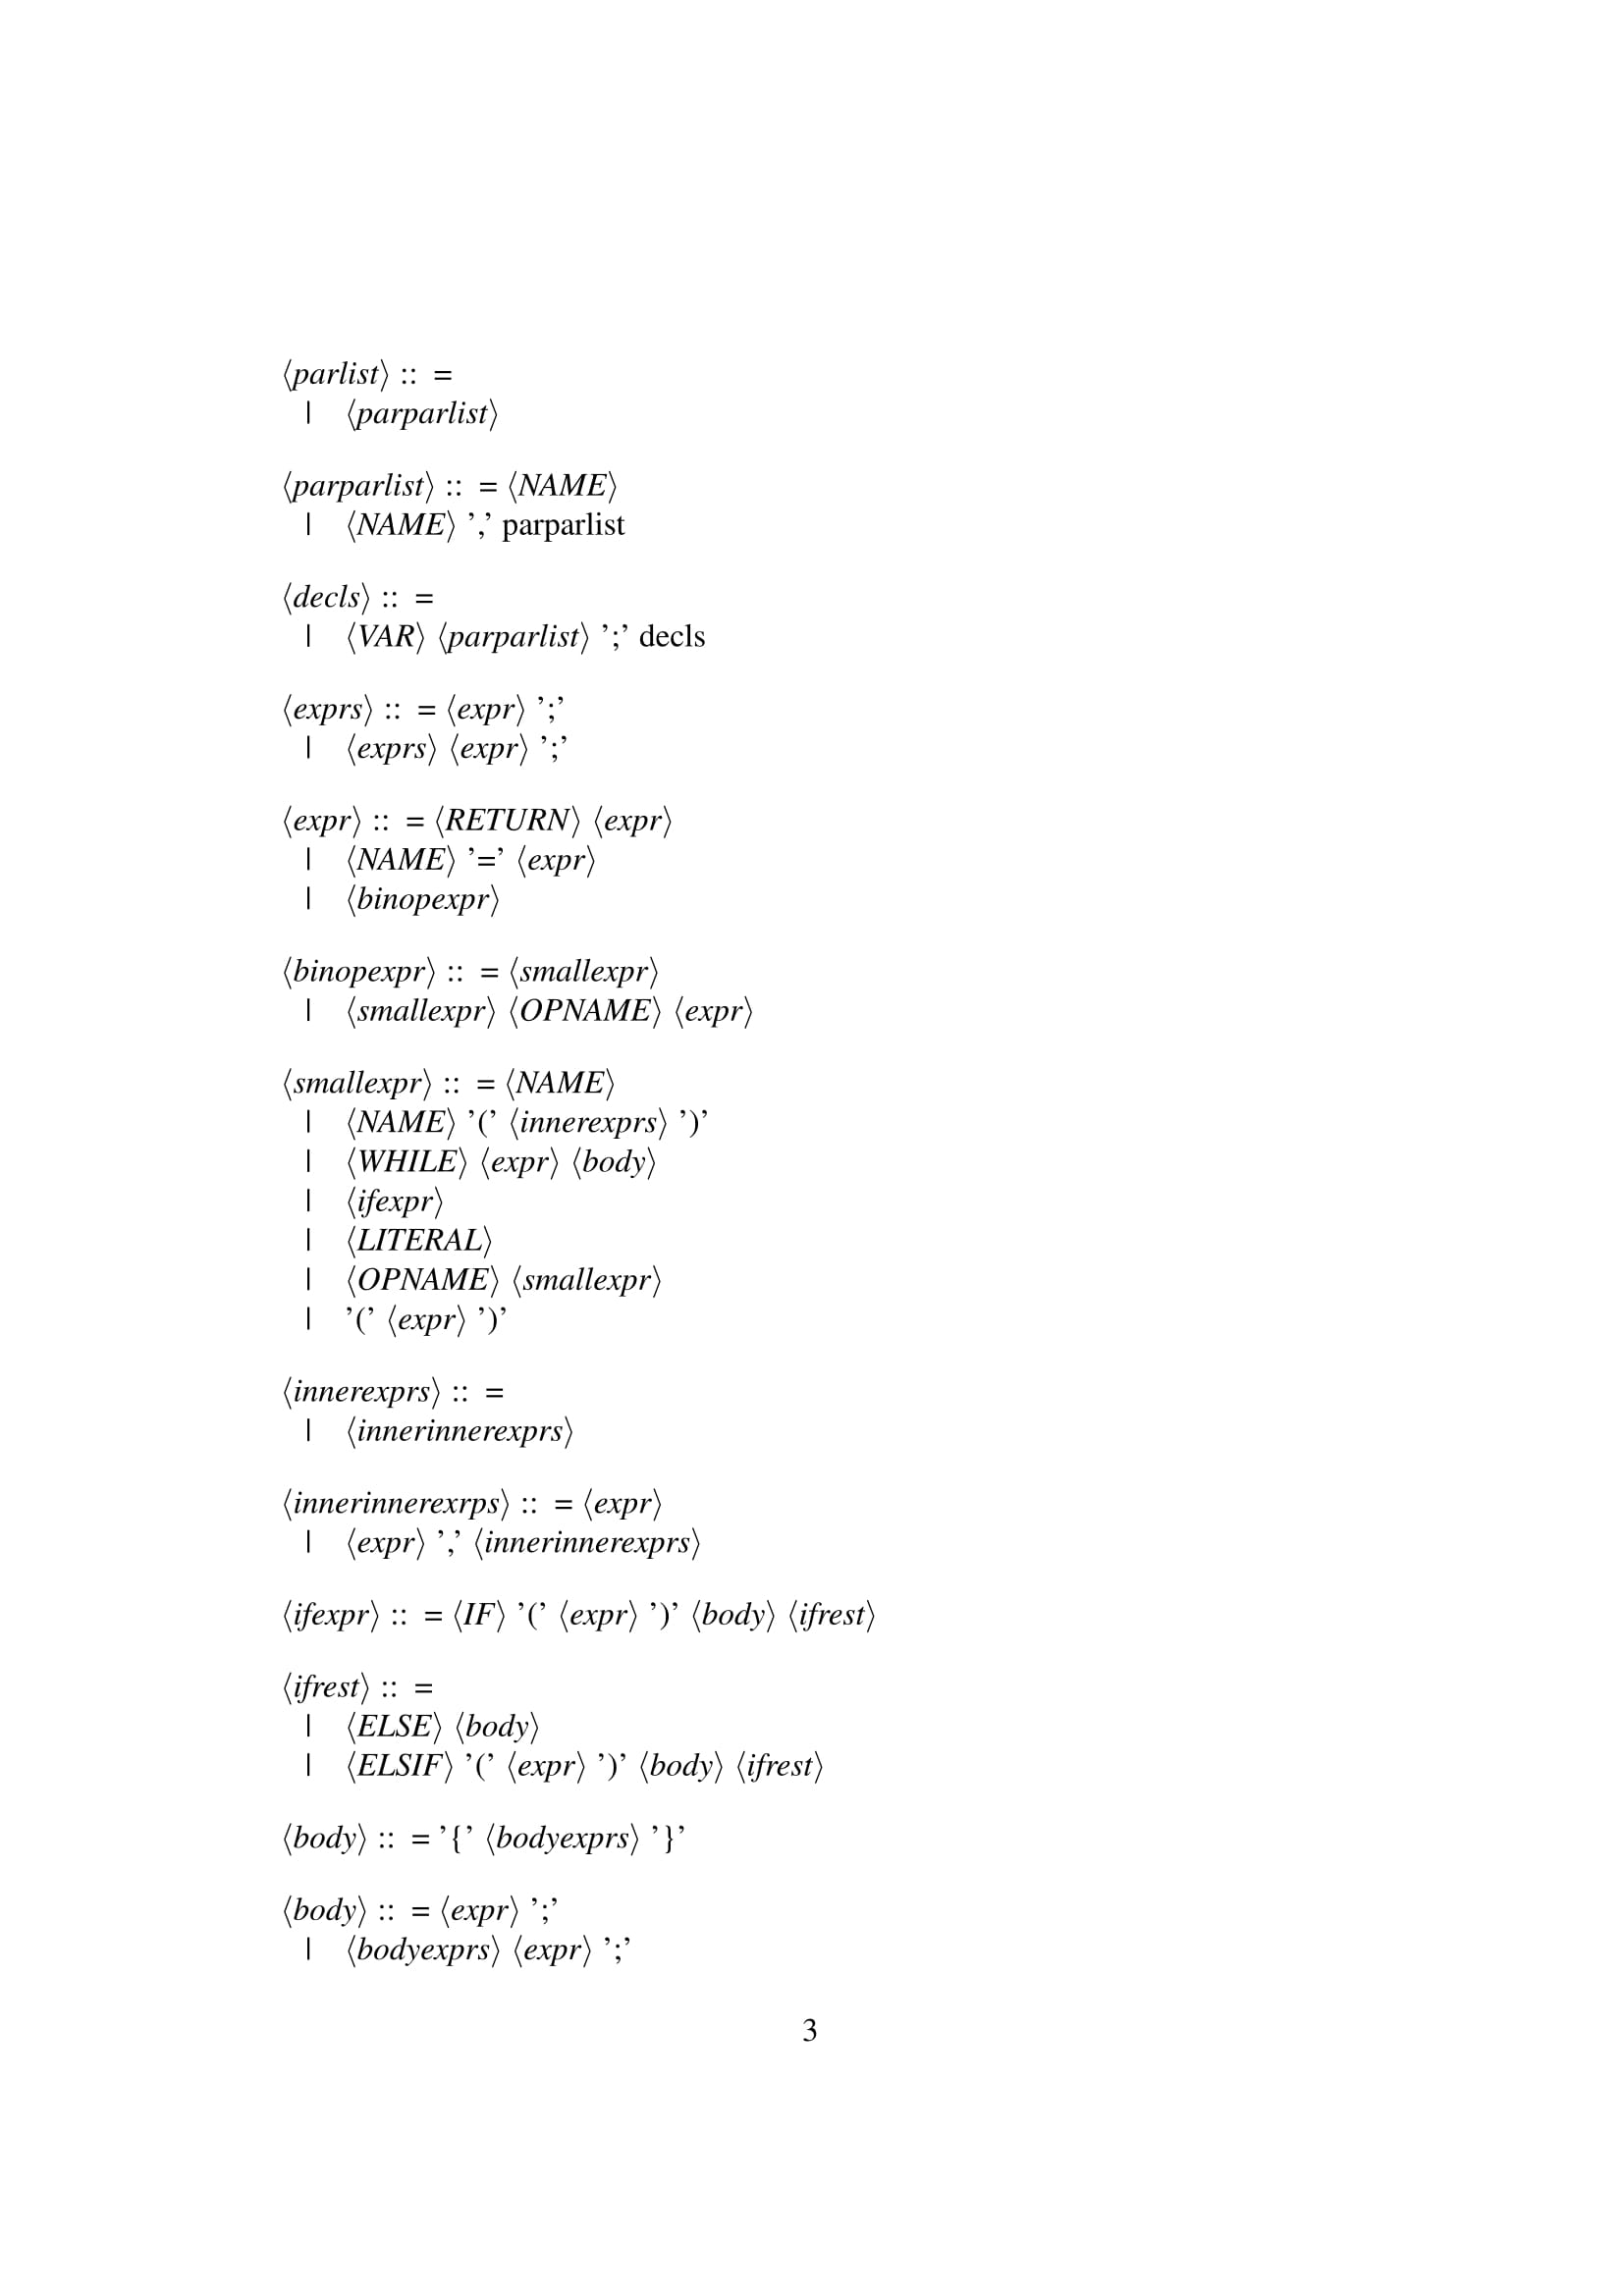 ⟨parlist⟩ :: =
| ⟨parparlist⟩
⟨parparlist⟩ :: = ⟨NAME⟩
| ⟨NAME⟩ ’,’ parparlist
⟨decls⟩ :: =
| ⟨VAR⟩ ⟨parparlist⟩ ’;’ decls
⟨exprs⟩ :: = ⟨expr⟩ ’;’
| ⟨exprs⟩ ⟨expr⟩ ’;’
⟨expr⟩ :: = ⟨RETURN⟩ ⟨expr⟩
| ⟨NAME⟩ ’=’ ⟨expr⟩
| ⟨binopexpr⟩
⟨binopexpr⟩ :: = ⟨smallexpr⟩
| ⟨smallexpr⟩ ⟨OPNAME⟩ ⟨expr⟩
⟨smallexpr⟩ :: = ⟨NAME⟩
| ⟨NAME⟩ ’(’ ⟨innerexprs⟩ ’)’
| ⟨WHILE⟩ ⟨expr⟩ ⟨body⟩
| ⟨ifexpr⟩
| ⟨LITERAL⟩
| ⟨OPNAME⟩ ⟨smallexpr⟩
| ’(’ ⟨expr⟩ ’)’
⟨innerexprs⟩ :: =
| ⟨innerinnerexprs⟩
⟨innerinnerexrps⟩ :: = ⟨expr⟩
| ⟨expr⟩ ’,’ ⟨innerinnerexprs⟩
⟨ifexpr⟩ :: = ⟨IF⟩ ’(’ ⟨expr⟩ ’)’ ⟨body⟩ ⟨ifrest⟩
⟨ifrest⟩ :: =
| ⟨ELSE⟩ ⟨body⟩
| ⟨ELSIF⟩ ’(’ ⟨expr⟩ ’)’ ⟨body⟩ ⟨ifrest⟩
⟨body⟩ :: = ’{’ ⟨bodyexprs⟩ ’}’
⟨body⟩ :: = ⟨expr⟩ ’;’
| ⟨bodyexprs⟩ ⟨expr⟩ ’;’
3